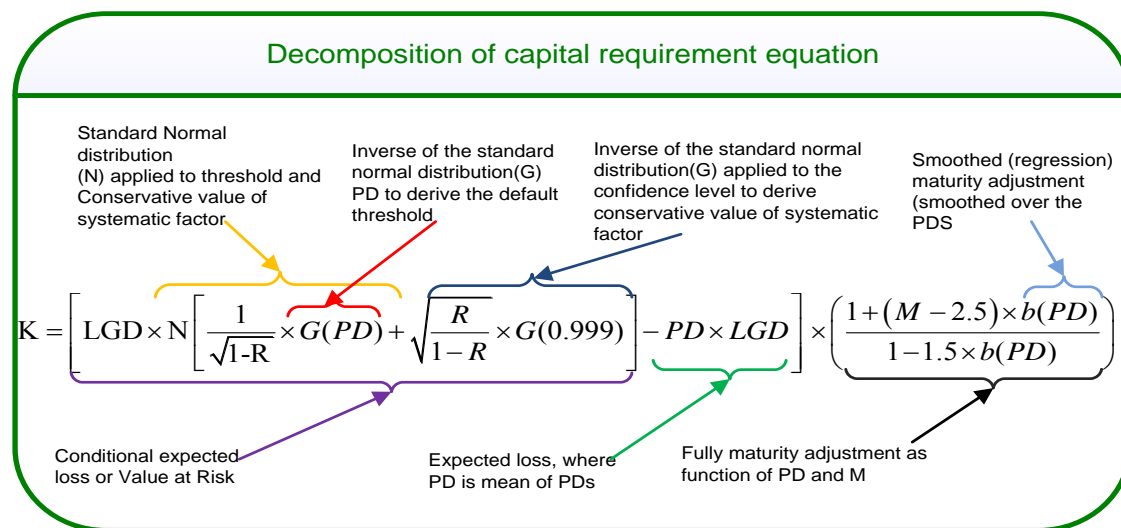 Decomposition of capital requirement equation
Standard Normal
distribution
(N) applied to threshold and
Conservative value of
systematic factor
Inverse of the standard
normal distribution(G)
PD to derive the default
threshold
Inverse of the standard normal
distribution(G) applied to the
confidence level to derive
conservative value of systematic
factor
Smoothed (regression)
maturity adjustment
(smoothed over the
PDS
K = [ LGD × N [ 1/√(1-R) × G(PD) + √(R/(1−R)) × G(0.999) ] − PD × LGD ] × ( (1 + (M − 2.5) × b(PD)) / (1 − 1.5 × b(PD)) )
Conditional expected
loss or Value at Risk
Expected loss, where
PD is mean of PDs
Fully maturity adjustment as
function of PD and M